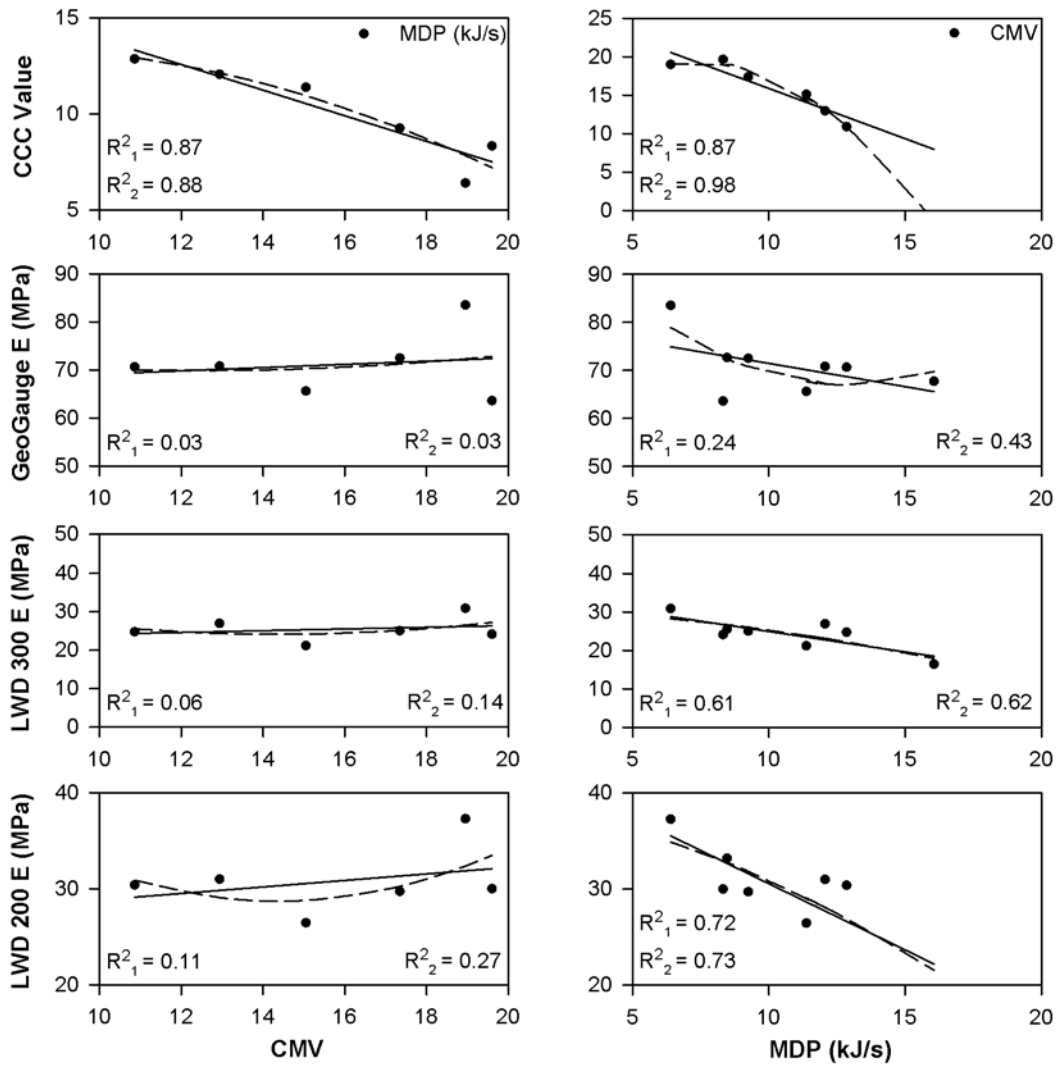 CCC Value
15
10
5
MDP (kJ/s)
R²₁ = 0.87
R²₂ = 0.88
10 12 14 16 18 20
25
20
15
10
5
0
CMV
R²₁ = 0.87
R²₂ = 0.98
5 10 15 20
GeoGauge E (MPa)
90
80
70
60
50
R²₁ = 0.03
R²₂ = 0.03
10 12 14 16 18 20
90
80
70
60
50
R²₁ = 0.24
R²₂ = 0.43
5 10 15 20
LWD 300 E (MPa)
50
40
30
20
10
0
R²₁ = 0.06
R²₂ = 0.14
10 12 14 16 18 20
50
40
30
20
10
0
R²₁ = 0.61
R²₂ = 0.62
5 10 15 20
LWD 200 E (MPa)
40
30
20
R²₁ = 0.11
R²₂ = 0.27
10 12 14 16 18 20
CMV
40
30
20
R²₁ = 0.72
R²₂ = 0.73
5 10 15 20
MDP (kJ/s)